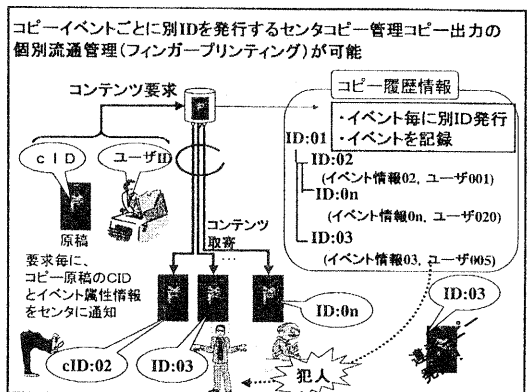 コピーイベントごとに別IDを発行するセンタコピー管理コピー出力の
個別流通管理(フィンガープリンティング)が可能
コンテンツ要求
コピー履歴情報
・イベント毎に別ID発行
・イベントを記録
cID
ユーザID
ID:01
ID:02
(イベント情報02, ユーザ001)
ID:0n
(イベント情報0n, ユーザ020)
ID:03
(イベント情報03, ユーザ005)
原稿
コンテンツ
取寄
…
要求毎に、
コピー原稿のCID
とイベント属性情報
をセンタに通知
ID:0n
ID:03
cID:02
ID:03
犯人